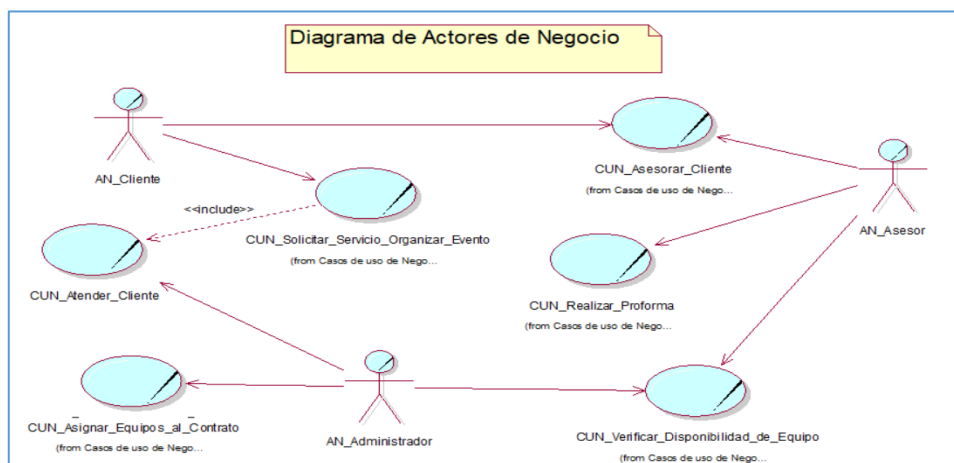 Diagrama de Actores de Negocio
AN_Cliente
CUN_Asesorar_Cliente
(from Casos de uso de Nego...
AN_Asesor
<<include>>
CUN_Solicitar_Servicio_Organizar_Evento
(from Casos de uso de Nego...
CUN_Atender_Cliente
CUN_Realizar_Proforma
(from Casos de uso de Nego...
CUN_Asignar_Equipos_al_Contrato
(from Casos de uso de Nego...
AN_Administrador
CUN_Verificar_Disponibilidad_de_Equipo
(from Casos de uso de Nego...